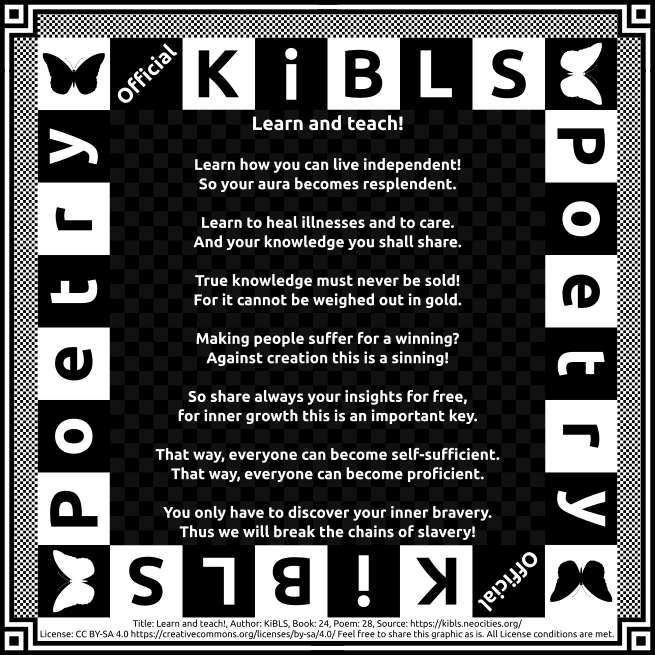 Official KiBLS
Poetry
Poetry
Learn and teach!
Learn how you can live independent!
So your aura becomes resplendent.
Learn to heal illnesses and to care.
And your knowledge you shall share.
True knowledge must never be sold!
For it cannot be weighed out in gold.
Making people suffer for a winning?
Against creation this is a sinning!
So share always your insights for free,
for inner growth this is an important key.
That way, everyone can become self-sufficient.
That way, everyone can become proficient.
You only have to discover your inner bravery.
Thus we will break the chains of slavery!
Official KiBLS
Title: Learn and teach!, Author: KiBLS, Book: 24, Poem: 28, Source: https://kibls.neocities.org/
License: CC BY-SA 4.0 https://creativecommons.org/licenses/by-sa/4.0/ Feel free to share this graphic as is. All License conditions are met.